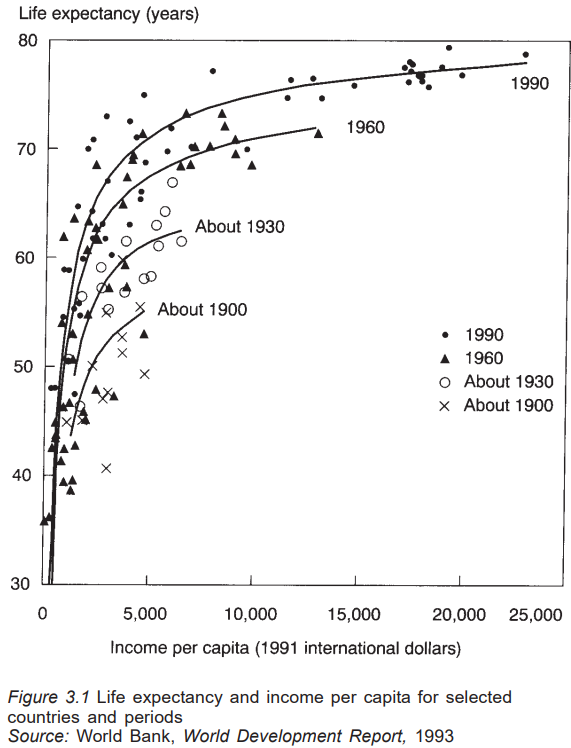 Life expectancy (years)
80
70
60
50
40
30
1990
1960
About 1930
About 1900
1990
1960
About 1930
About 1900
0
5,000
10,000
15,000
20,000
25,000
Income per capita (1991 international dollars)
Figure 3.1 Life expectancy and income per capita for selected
countries and periods
Source: World Bank, World Development Report, 1993